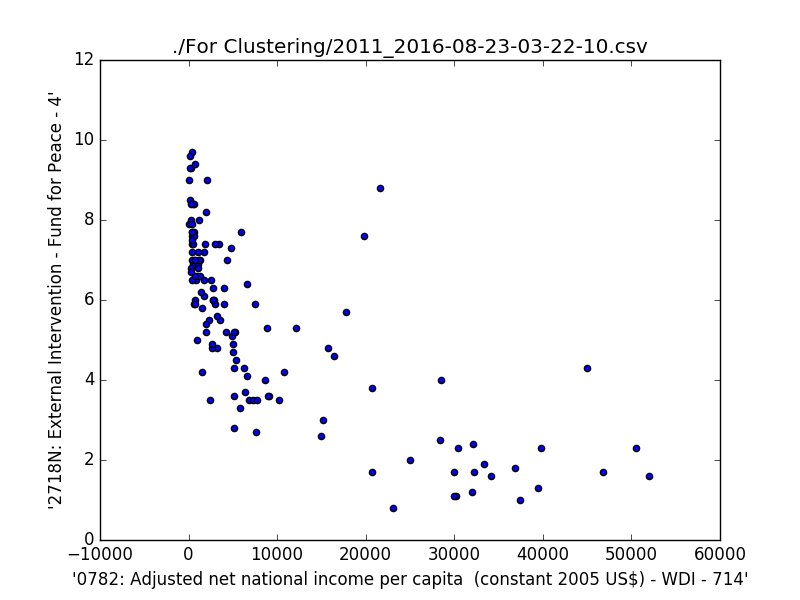 ./For Clustering/2011_2016-08-23-03-22-10.csv
12
10
8
6
4
2
0
'2718N: External Intervention - Fund for Peace - 4'
−10000 0 10000 20000 30000 40000 50000 60000
'0782: Adjusted net national income per capita  (constant 2005 US$) - WDI - 714'